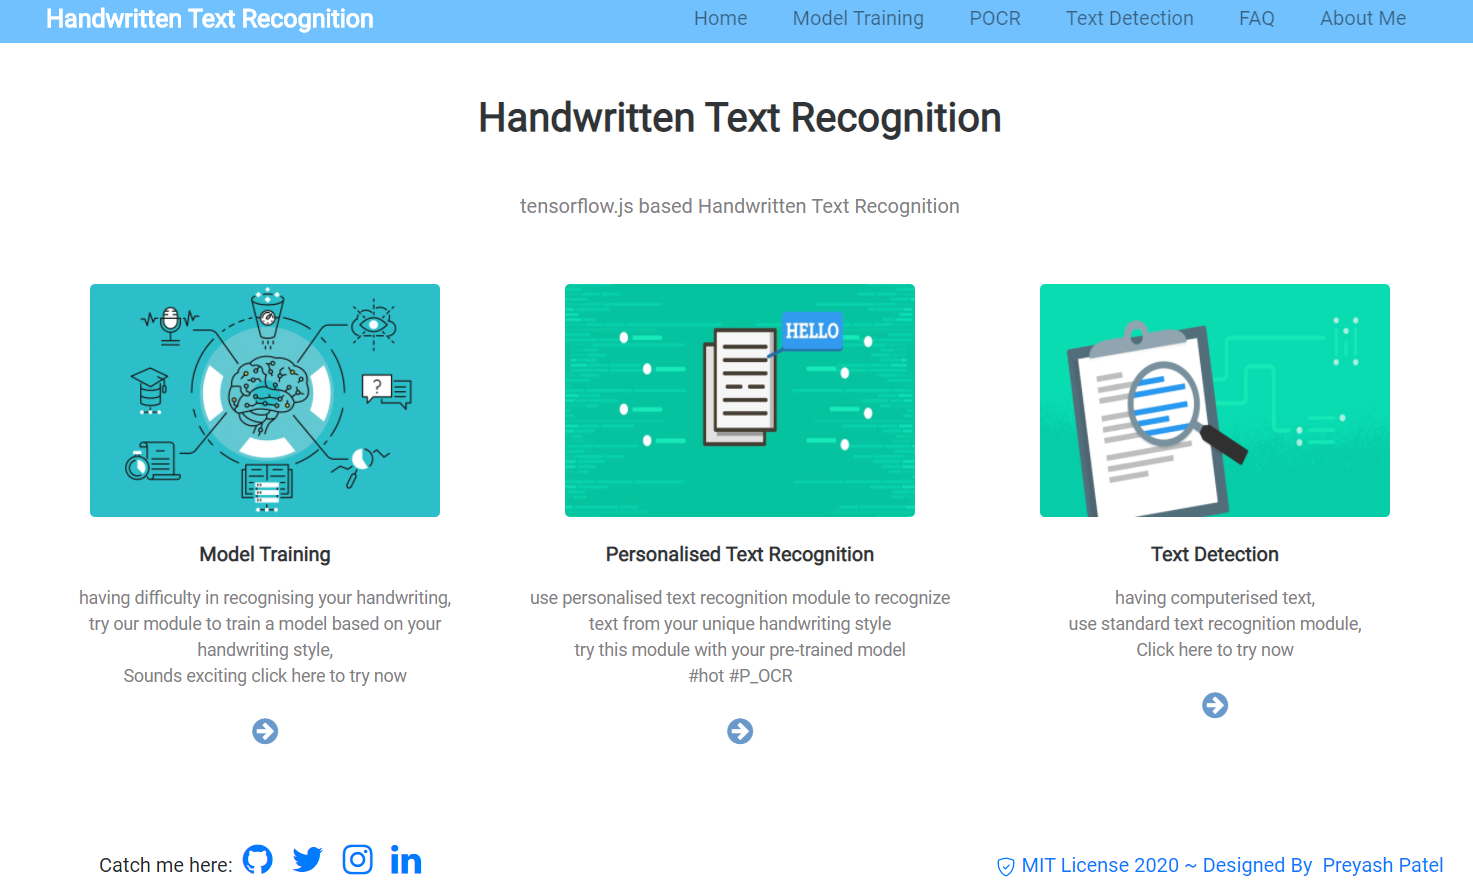 Handwritten Text Recognition Home Model Training POCR Text Detection FAQ About Me
Handwritten Text Recognition
tensorflow.js based Handwritten Text Recognition
HELLO
?
Model Training
having difficulty in recognising your handwriting,
try our module to train a model based on your
handwriting style,
Sounds exciting click here to try now
Personalised Text Recognition
use personalised text recognition module to recognize
text from your unique handwriting style
try this module with your pre-trained model
#hot #P_OCR
Text Detection
having computerised text,
use standard text recognition module,
Click here to try now
Catch me here:
MIT License 2020 ~ Designed By Preyash Patel